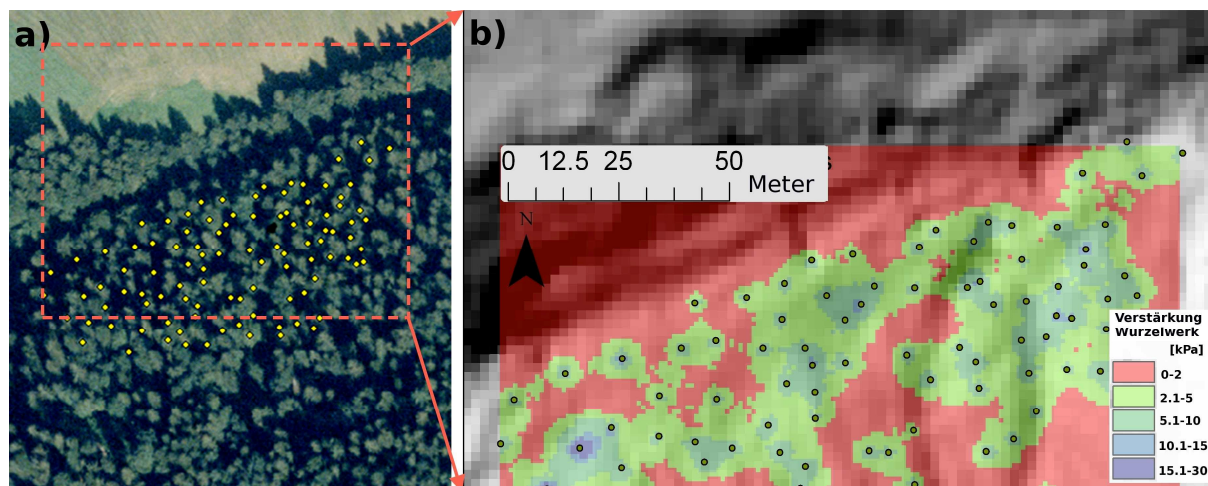 a)
b)
0 12.5 25 50
Meter
N
Verstärkung
Wurzelwerk
[kPa]
0-2
2.1-5
5.1-10
10.1-15
15.1-30